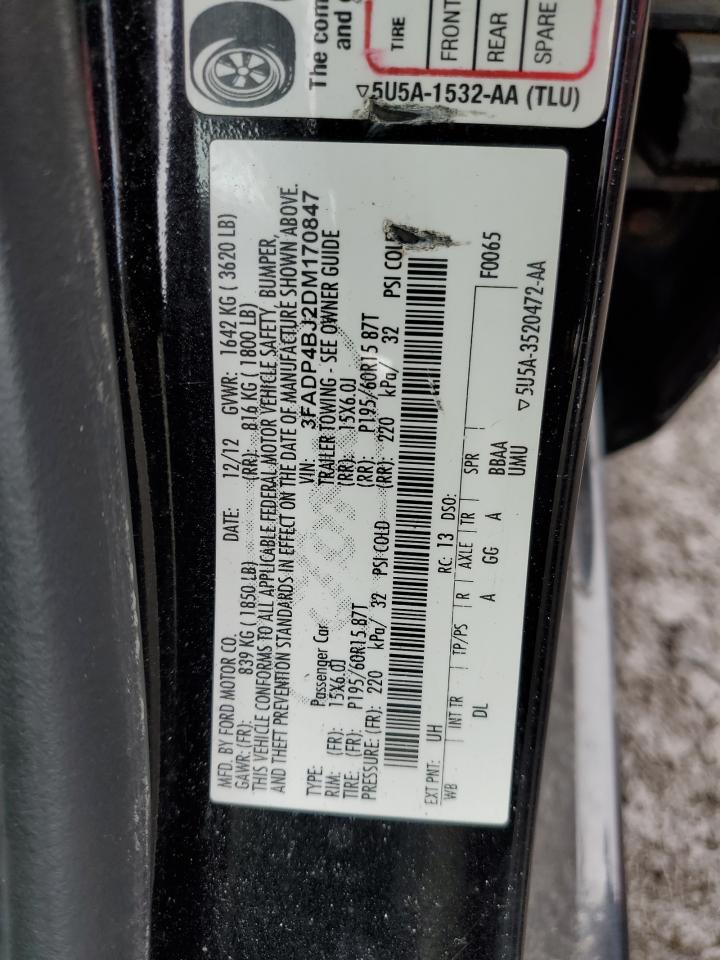 The com
and c
TIRE
FRONT
REAR
SPARE
5U5A-1532-AA (TLU)
MFD. BY FORD MOTOR CO. DATE: 12/12 GVWR: 1642 KG ( 3620 LB)
GAWR: (FR): 839 KG ( 1850 LB) (RR): 816 KG ( 1800 LB)
THIS VEHICLE CONFORMS TO ALL APPLICABLE FEDERAL MOTOR VEHICLE SAFETY, BUMPER,
AND THEFT PREVENTION STANDARDS IN EFFECT ON THE DATE OF MANUFACTURE SHOWN ABOVE.
VIN: 3FADP4BJ2DM170847
TYPE: Passenger Car TRAILER TOWING - SEE OWNER GUIDE
RIM: (FR): 15X6.0J (RR): 15X6.0J
TIRE: (FR): P195/60R15 87T (RR): P195/60R15 87T
PRESSURE: (FR): 220 kPa/ 32 PSI COLD (RR): 220 kPa/ 32 PSI COLD
EXT PNT: UH RC: 13 DSO: F0065
WB INT TR TP/PS R AXLE TR SPR
DL A GG A BBAA
UMU
5U5A-3520472-AA